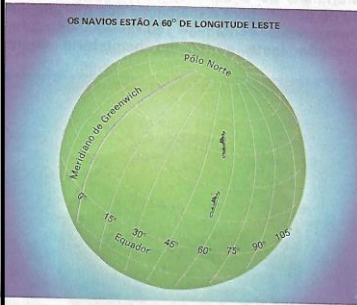 OS NAVIOS ESTÃO A 60° DE LONGITUDE LESTE
Pólo Norte
Meridiano de Greenwich
0°
15°
30°
45°
60°
75°
90°
105°
Equador